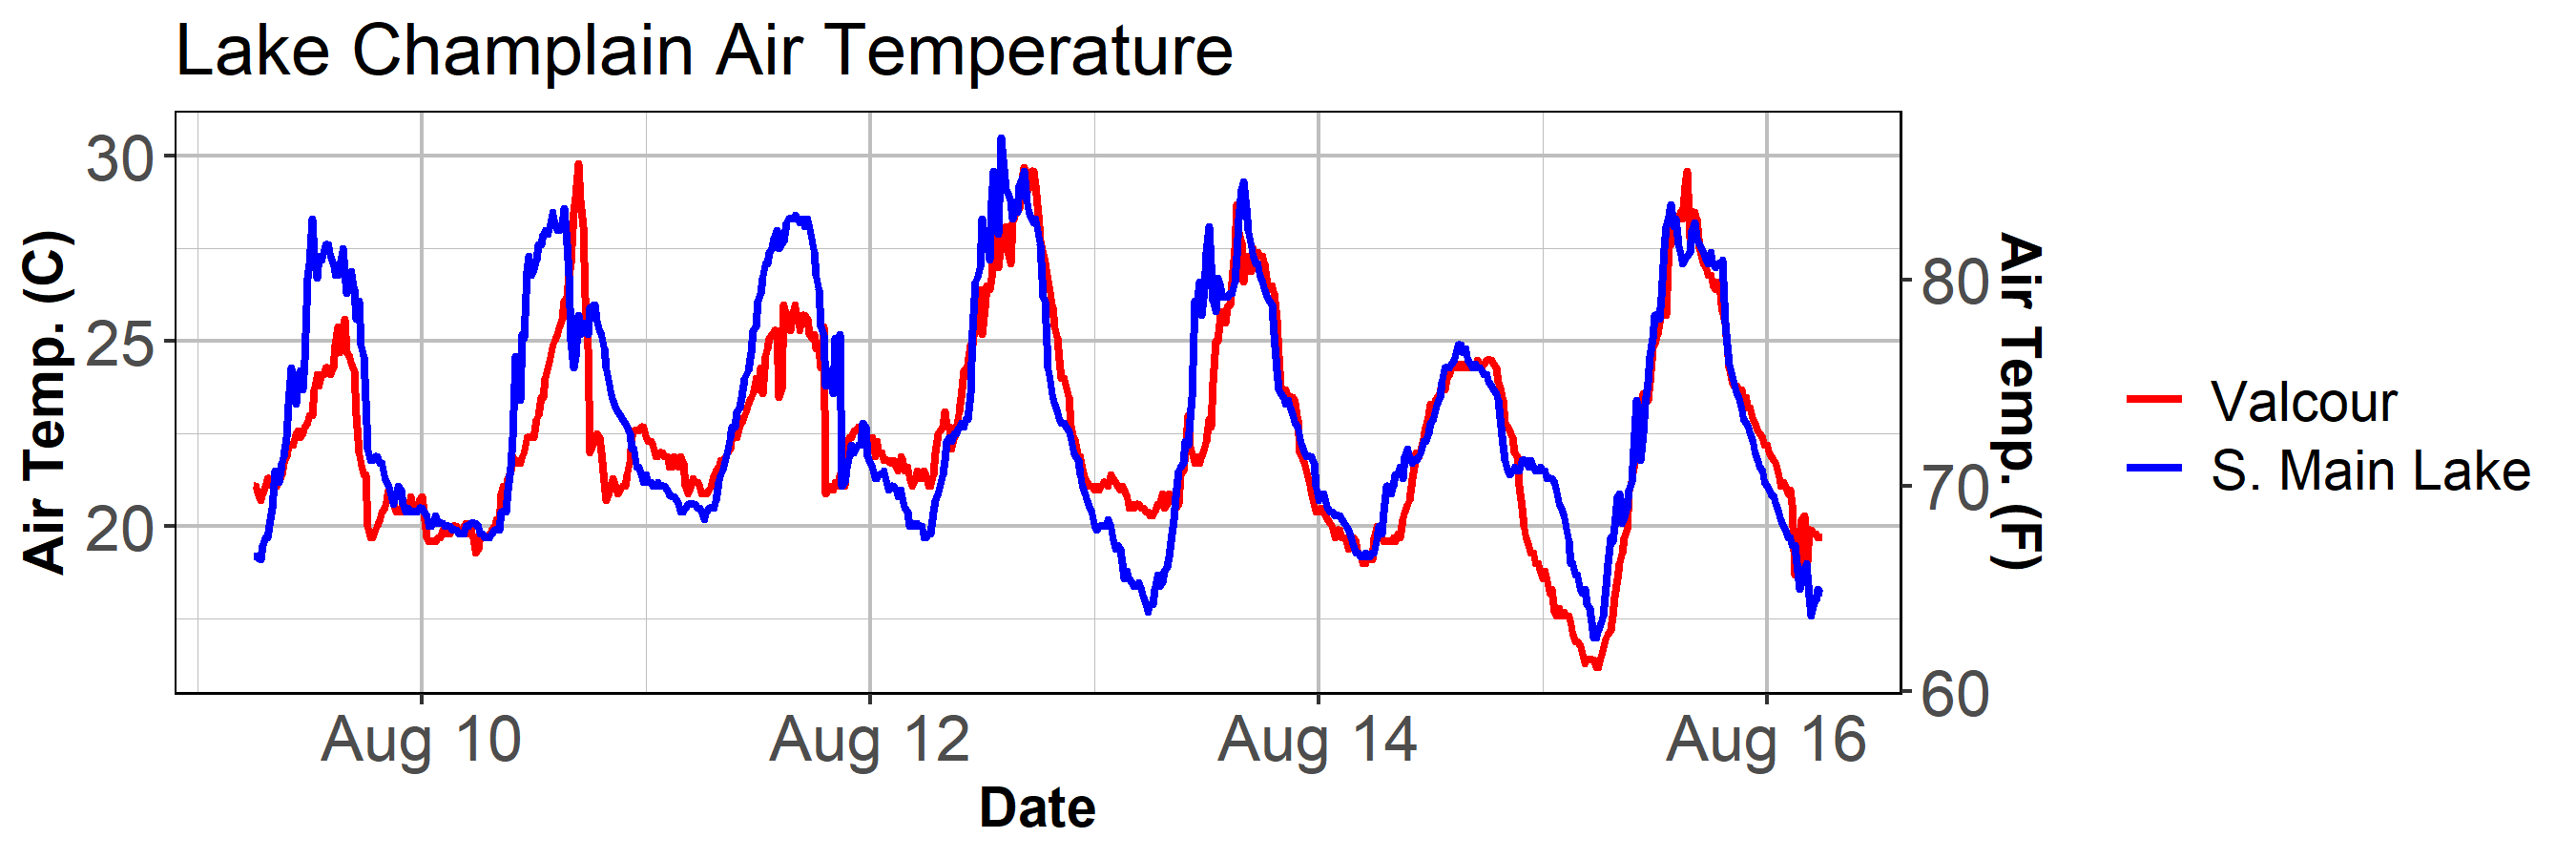 Lake Champlain Air Temperature
Air Temp. (C)
30
25
20
Aug 10
Aug 12
Aug 14
Aug 16
Date
80
70
60
Air Temp. (F)
Valcour
S. Main Lake